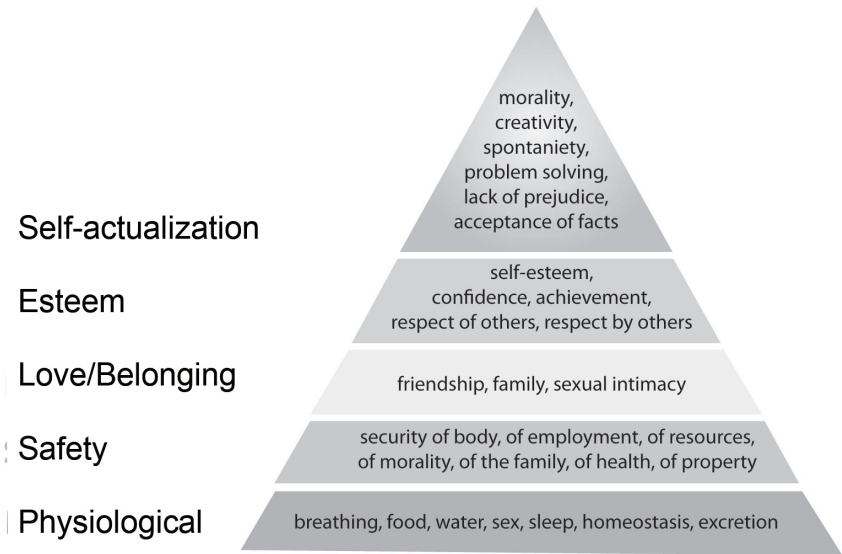 morality,
creativity,
spontaniety,
problem solving,
lack of prejudice,
acceptance of facts
Self-actualization
self-esteem,
confidence, achievement,
respect of others, respect by others
Esteem
Love/Belonging
friendship, family, sexual intimacy
Safety
security of body, of employment, of resources,
of morality, of the family, of health, of property
Physiological
breathing, food, water, sex, sleep, homeostasis, excretion